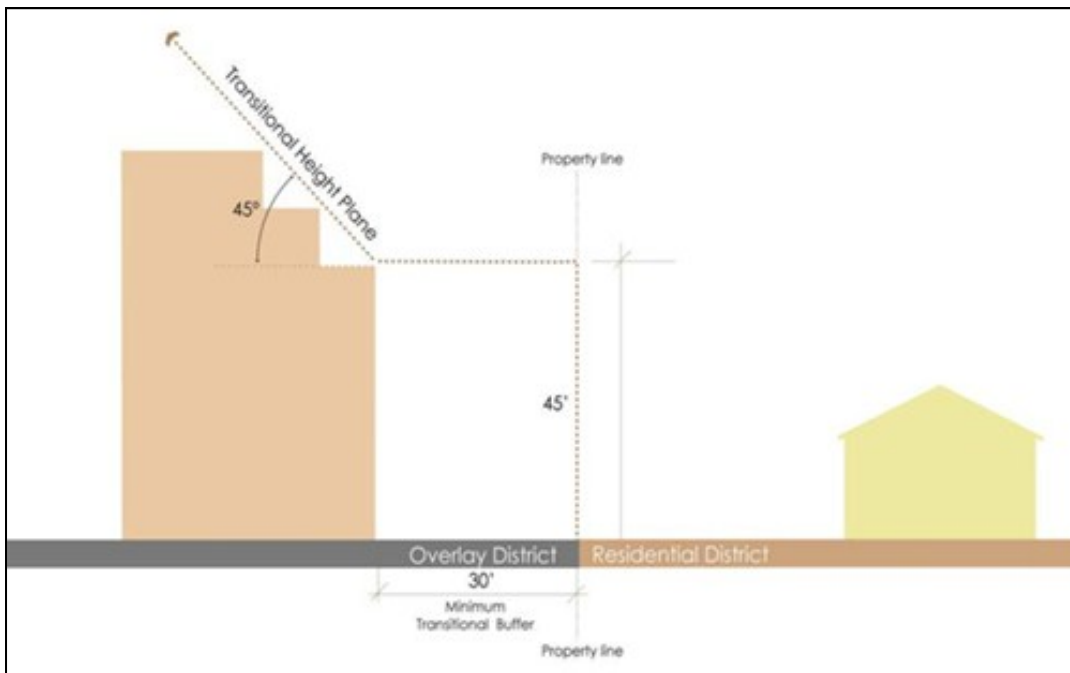 Transitional Height Plane
Property line
45°
45'
Overlay District
Residential District
30'
Minimum
Transitional Buffer
Property line